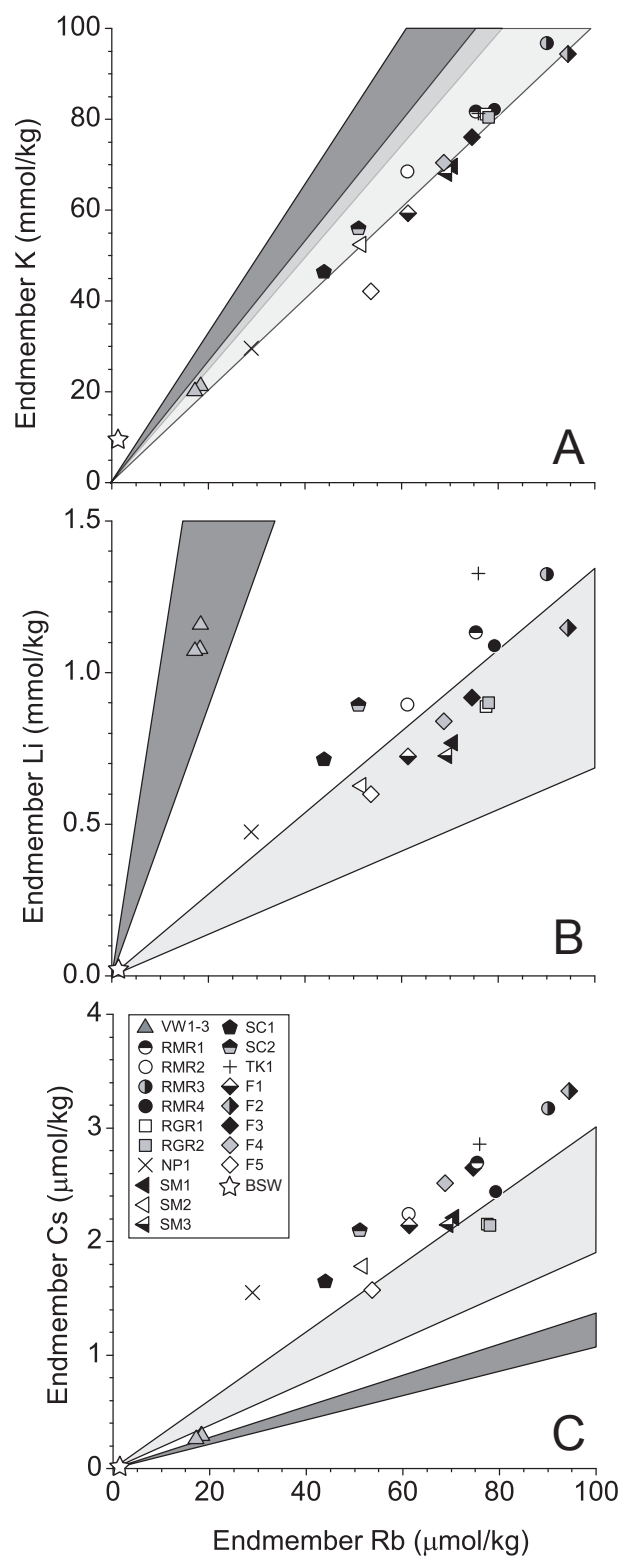 100
80
60
40
20
0
Endmember K (mmol/kg)
A
1.5
1.0
0.5
0.0
Endmember Li (mmol/kg)
B
4
3
2
1
0
Endmember Cs (μmol/kg)
VW1-3
RMR1
RMR2
RMR3
RMR4
RGR1
RGR2
NP1
SM1
SM2
SM3
SC1
SC2
TK1
F1
F2
F3
F4
F5
BSW
C
0 20 40 60 80 100
Endmember Rb (μmol/kg)